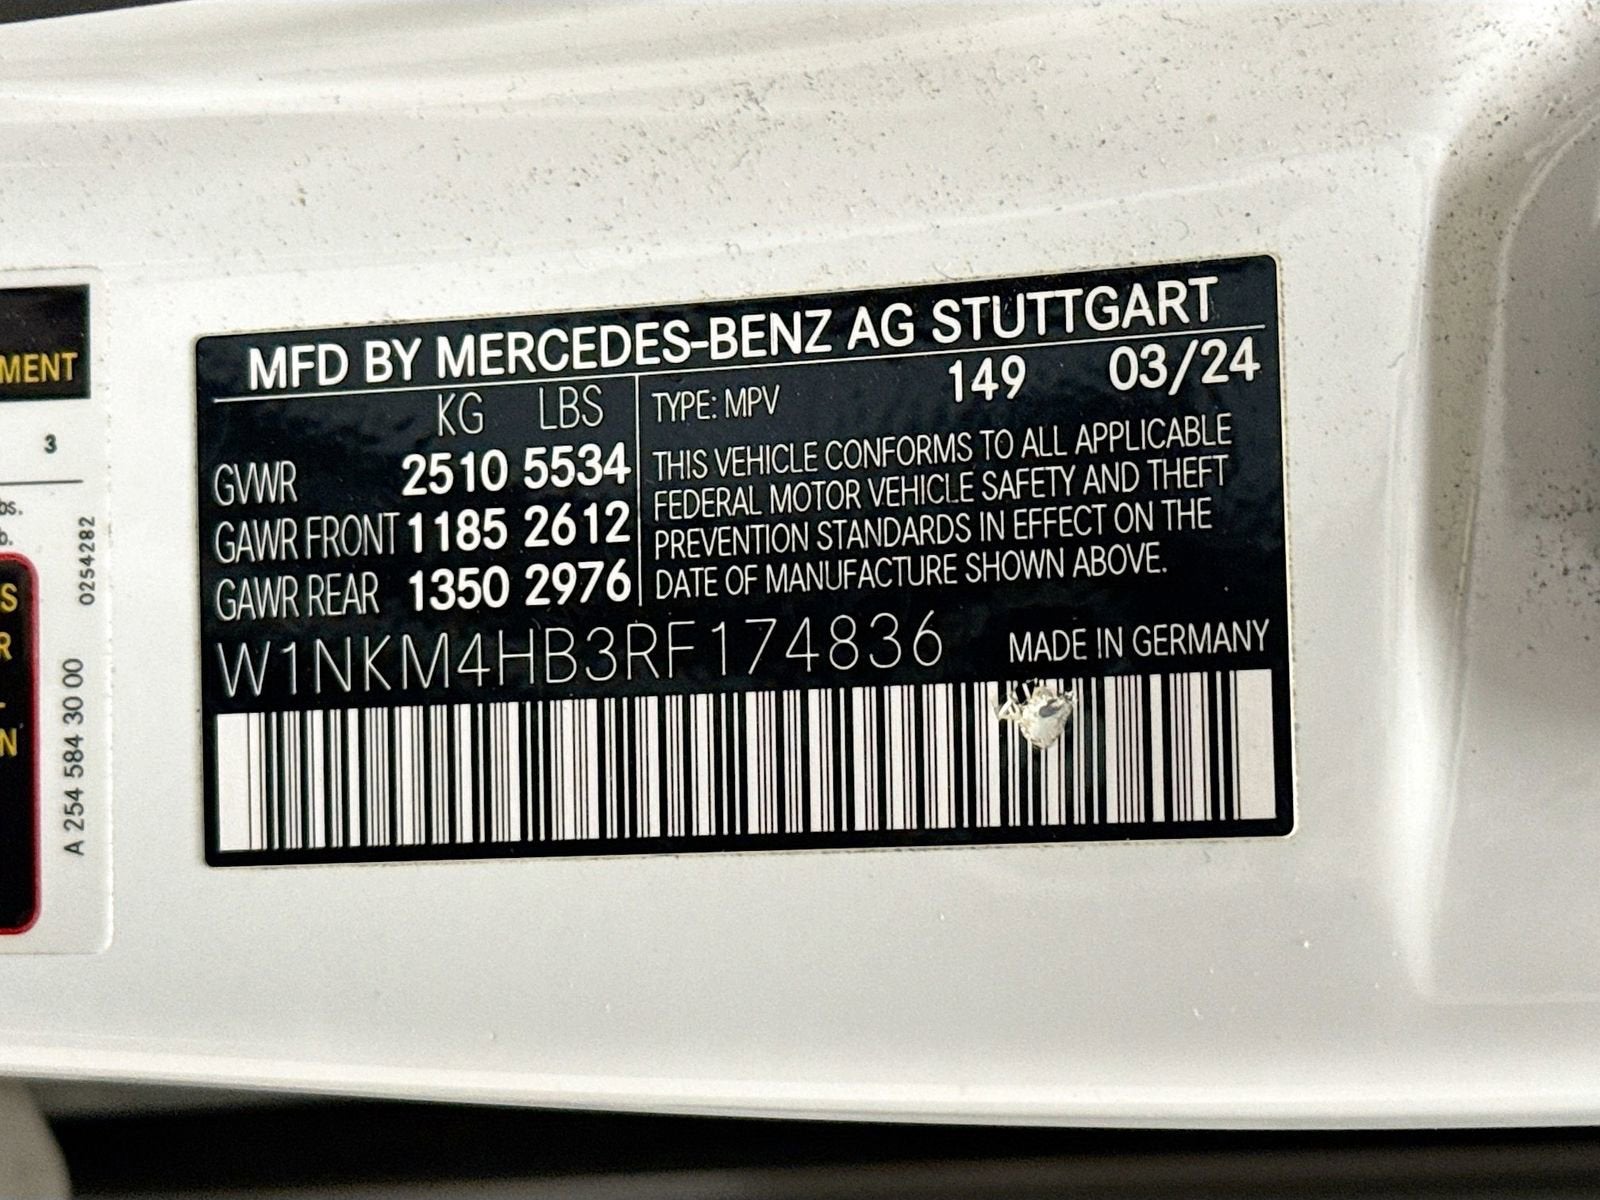 MENT
3
bs.
b.
S
R
-
N
A 254 584 30 00
0254282
MFD BY MERCEDES-BENZ AG STUTTGART
KG LBS
GVWR 2510 5534
GAWR FRONT 1185 2612
GAWR REAR 1350 2976
TYPE: MPV 149 03/24
THIS VEHICLE CONFORMS TO ALL APPLICABLE
FEDERAL MOTOR VEHICLE SAFETY AND THEFT
PREVENTION STANDARDS IN EFFECT ON THE
DATE OF MANUFACTURE SHOWN ABOVE.
W1NKM4HB3RF174836
MADE IN GERMANY